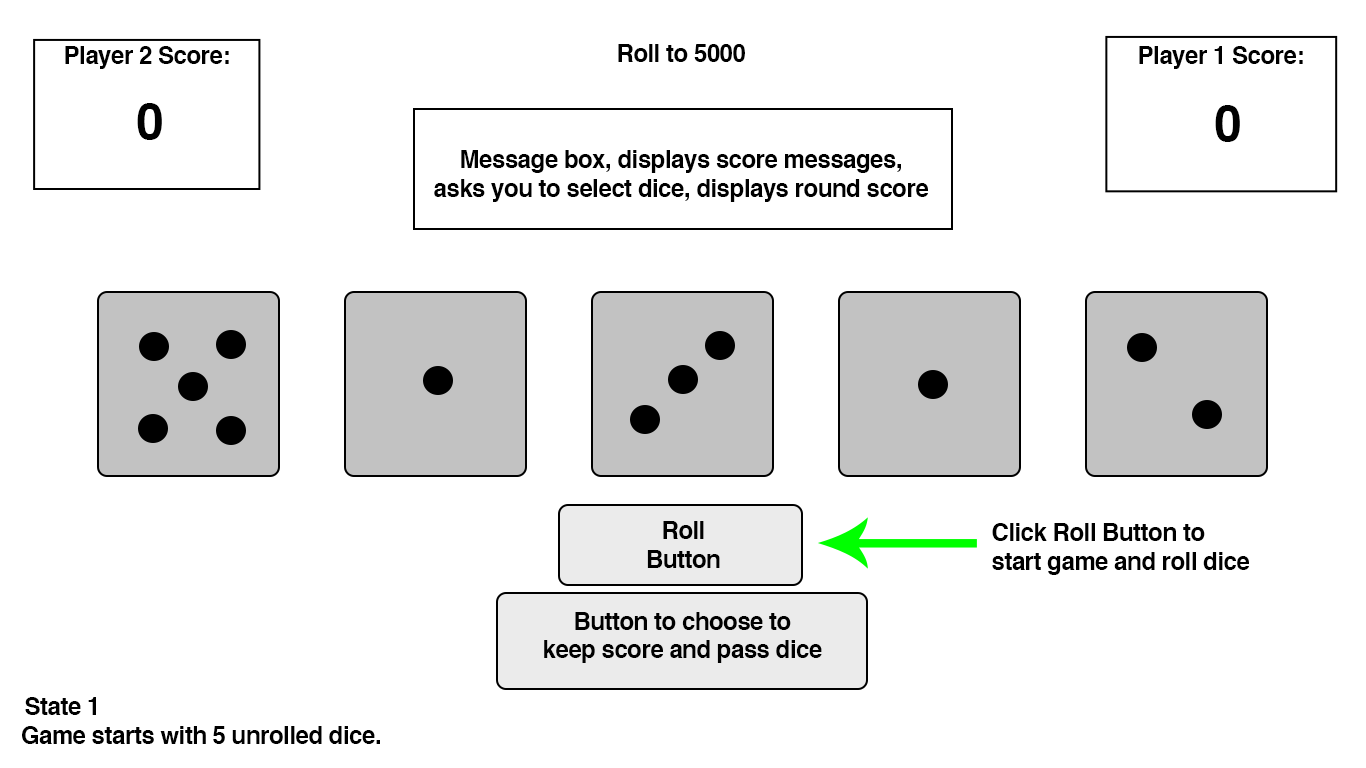 Player 2 Score:
0
Roll to 5000
Player 1 Score:
0
Message box, displays score messages,
asks you to select dice, displays round score
Roll
Button
Click Roll Button to
start game and roll dice
Button to choose to
keep score and pass dice
State 1
Game starts with 5 unrolled dice.